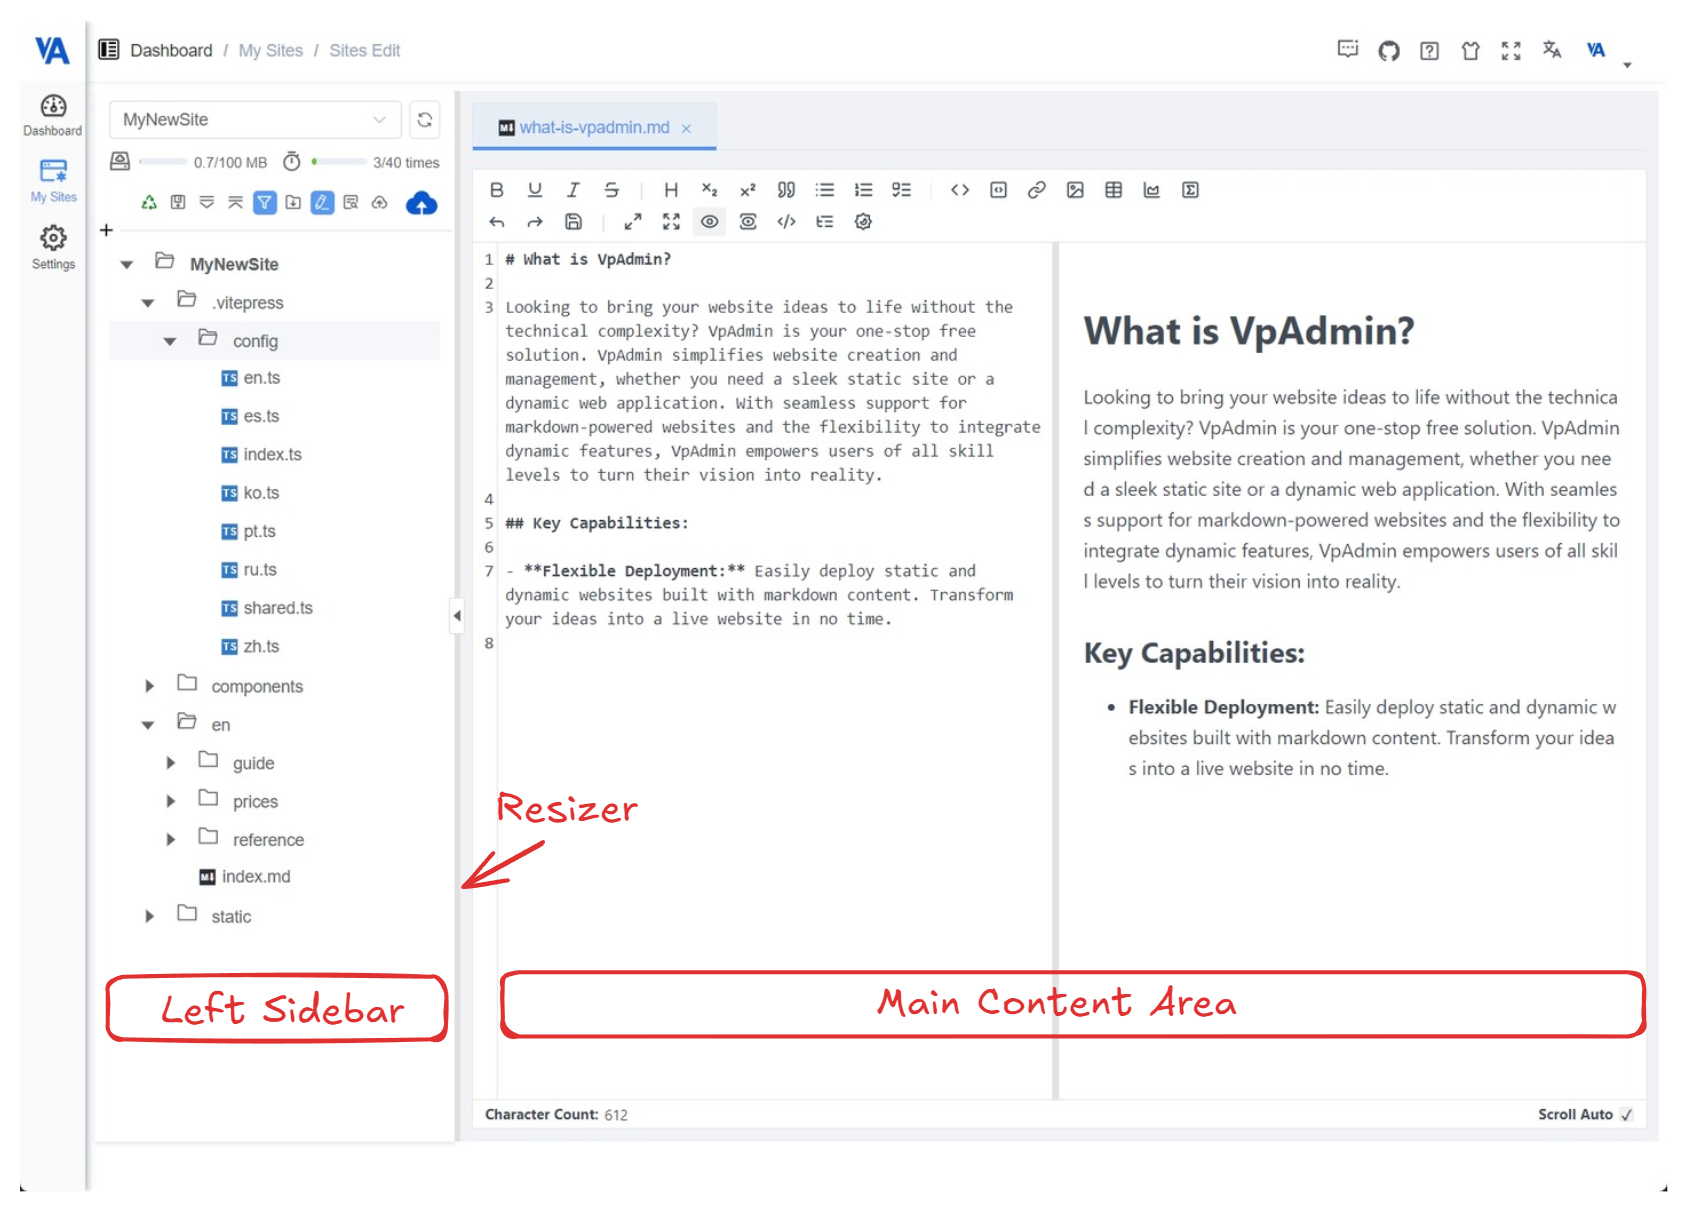 VA
Dashboard / My Sites / Sites Edit
VA
Dashboard
My Sites
Settings
MyNewSite
0.7/100 MB
3/40 times
MyNewSite
.vitepress
config
TS en.ts
TS es.ts
TS index.ts
TS ko.ts
TS pt.ts
TS ru.ts
TS shared.ts
TS zh.ts
components
en
guide
prices
reference
M↓ index.md
static
Left Sidebar
Resizer
M↓ what-is-vpadmin.md ×
B U I S H X₂ x²
1 # What is VpAdmin?
2
3 Looking to bring your website ideas to life without the
technical complexity? VpAdmin is your one-stop free
solution. VpAdmin simplifies website creation and
management, whether you need a sleek static site or a
dynamic web application. With seamless support for
markdown-powered websites and the flexibility to integrate
dynamic features, VpAdmin empowers users of all skill
levels to turn their vision into reality.
4
5 ## Key Capabilities:
6
7 - **Flexible Deployment:** Easily deploy static and
dynamic websites built with markdown content. Transform
your ideas into a live website in no time.
8
What is VpAdmin?
Looking to bring your website ideas to life without the technica
l complexity? VpAdmin is your one-stop free solution. VpAdmin
simplifies website creation and management, whether you nee
d a sleek static site or a dynamic web application. With seamles
s support for markdown-powered websites and the flexibility to
integrate dynamic features, VpAdmin empowers users of all skil
l levels to turn their vision into reality.
Key Capabilities:
• Flexible Deployment: Easily deploy static and dynamic w
ebsites built with markdown content. Transform your idea
s into a live website in no time.
Main Content Area
Character Count: 612
Scroll Auto ✓